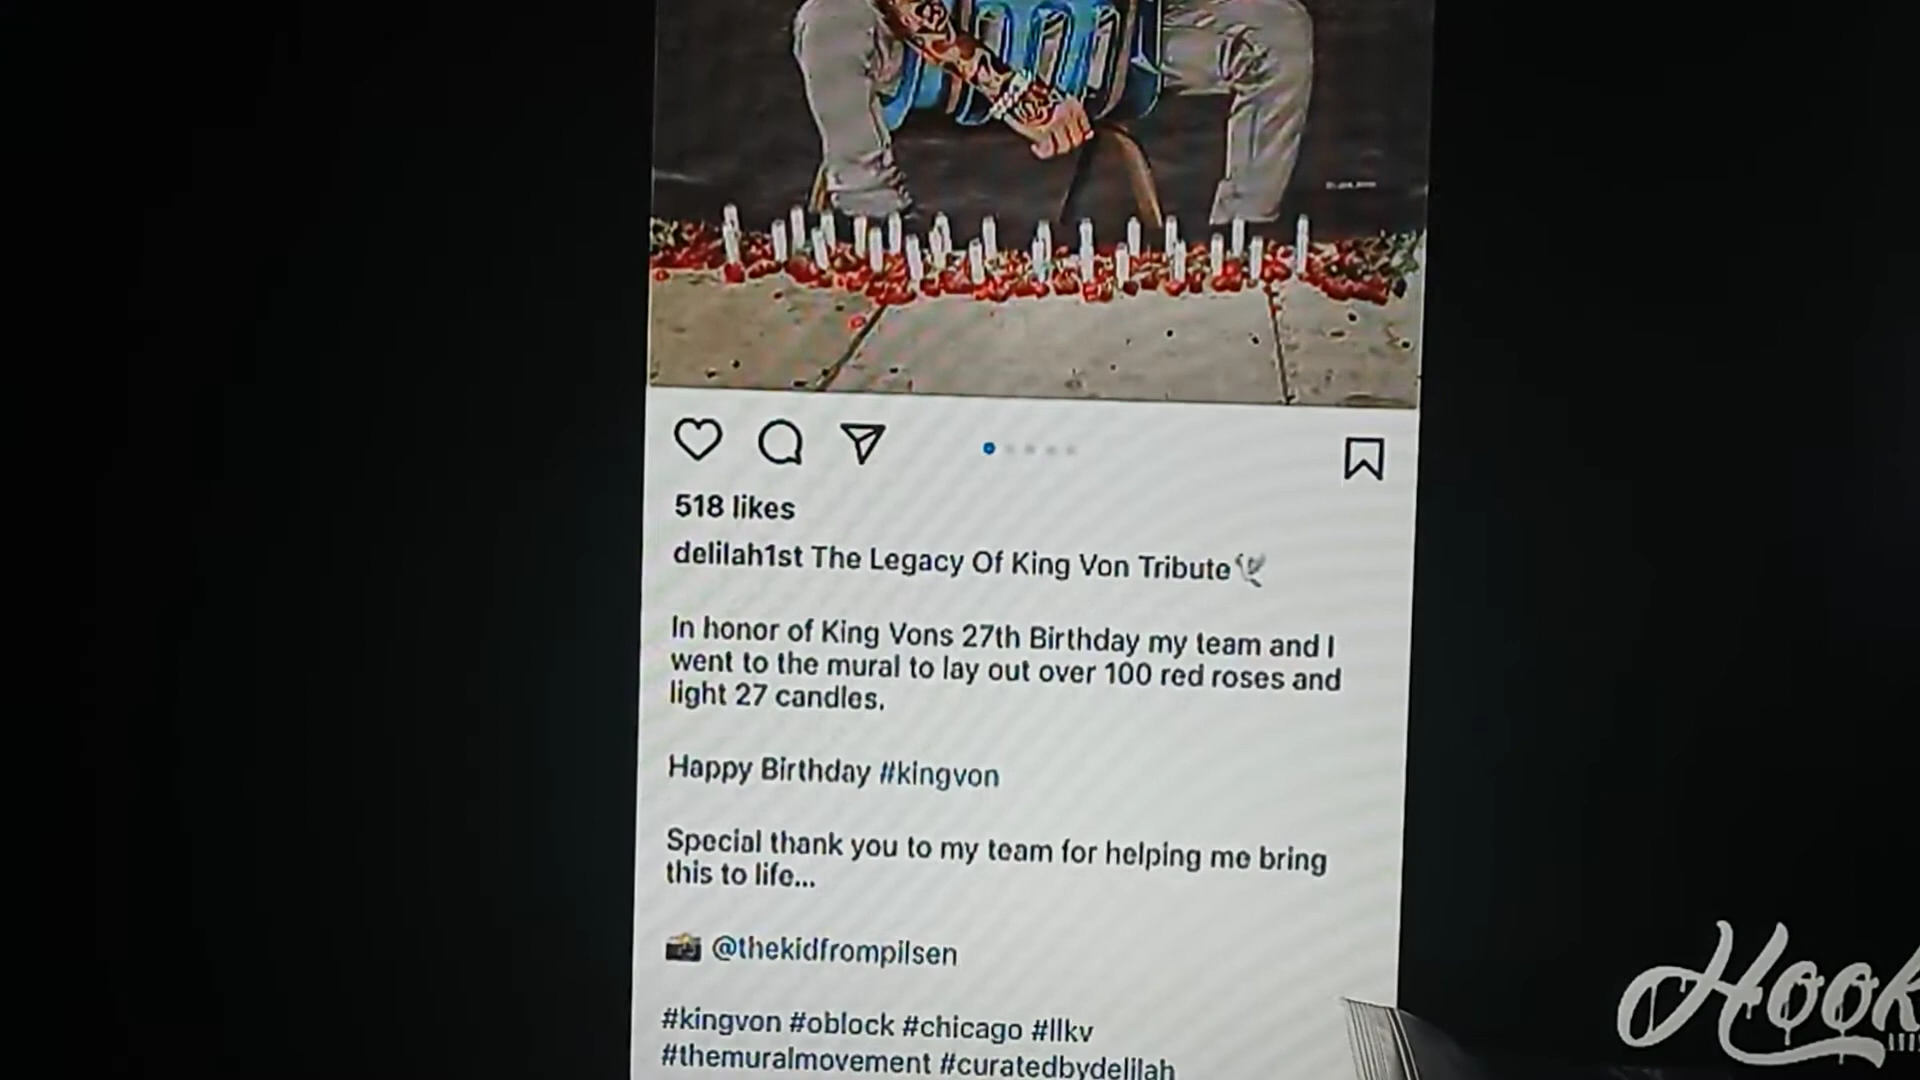 518 likes
delilah1st The Legacy Of King Von Tribute🕊
In honor of King Vons 27th Birthday my team and I
went to the mural to lay out over 100 red roses and
light 27 candles.
Happy Birthday #kingvon
Special thank you to my team for helping me bring
this to life...
📸 @thekidfrompilsen
#kingvon #oblock #chicago #llkv
#themuralmovement #curatedbydelilah
Hook